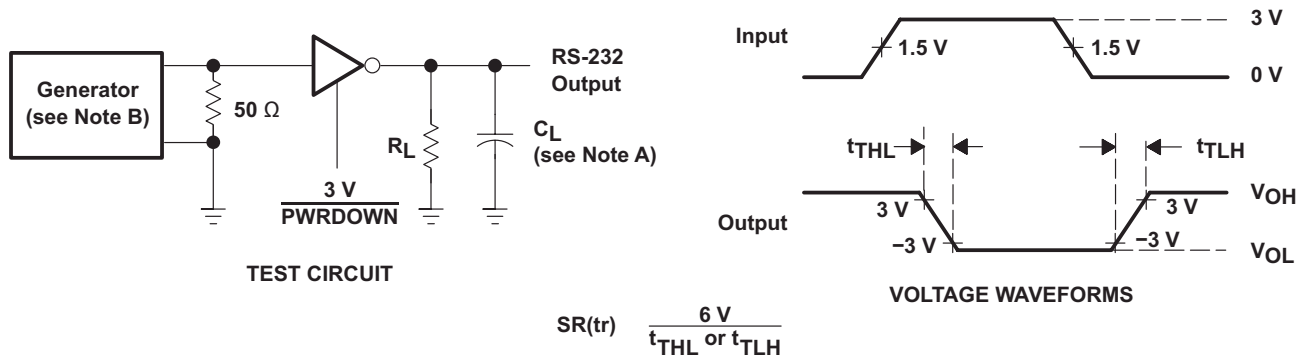 Generator
(see Note B)
50 Ω
3 V
PWRDOWN
RL
CL
(see Note A)
RS-232
Output
TEST CIRCUIT
Input
1.5 V
1.5 V
3 V
0 V
tTHL
tTLH
Output
3 V
−3 V
3 V
−3 V
VOH
VOL
VOLTAGE WAVEFORMS
SR(tr)
6 V
tTHL or tTLH